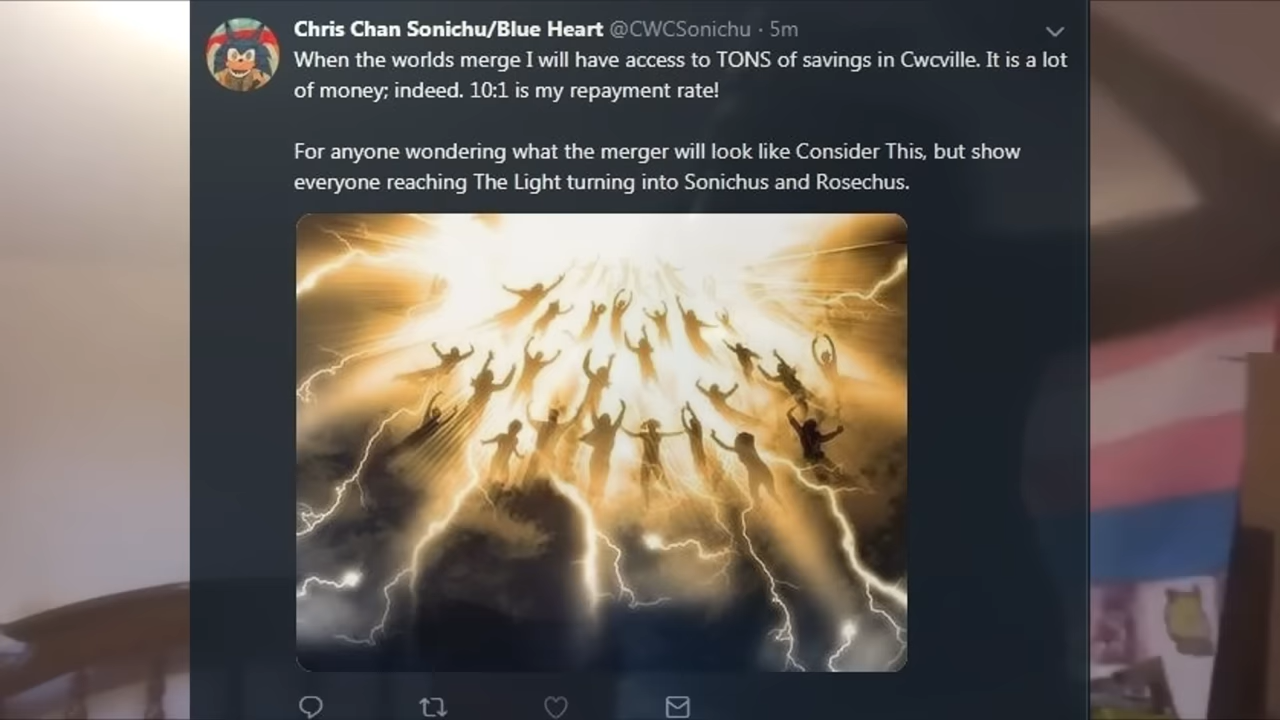 Chris Chan Sonichu/Blue Heart @CWCSonichu · 5m
When the worlds merge I will have access to TONS of savings in Cwcville. It is a lot
of money; indeed. 10:1 is my repayment rate!
For anyone wondering what the merger will look like Consider This, but show
everyone reaching The Light turning into Sonichus and Rosechus.